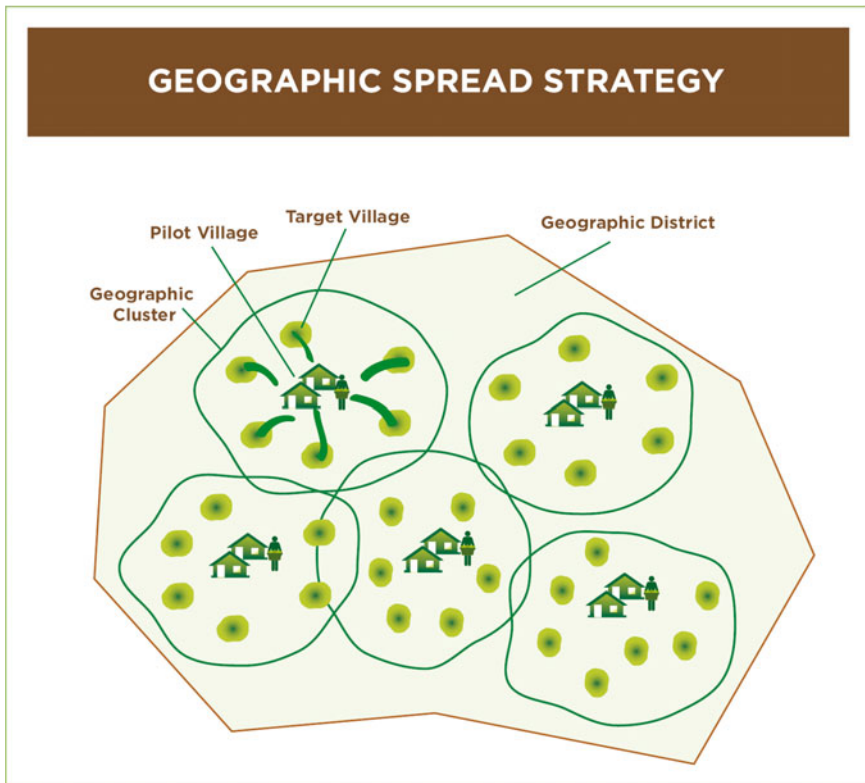 GEOGRAPHIC SPREAD STRATEGY
Target Village
Pilot Village
Geographic District
Geographic
Cluster